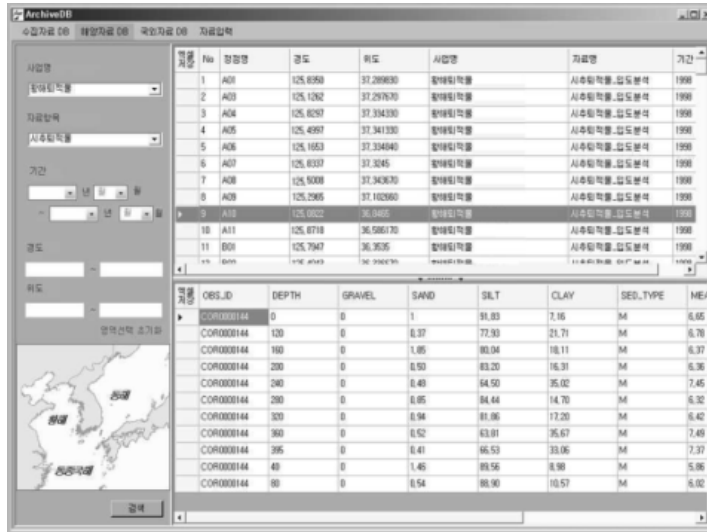 ArchiveDB
수집자료 DB 해양자료 DB 국외자료 DB 자료입력
사업명
황해퇴적물
자료항목
시추퇴적물
기간
년 월 월
~ 년 월 월
경도
~
위도
~
영역선택 초기화
동해
황해
동중국해
검색
엑셀저장 No 정점명 경도 위도 사업명 자료명 기간
1 A01 125,8350 37,289830 황해퇴적물 시추퇴적물_입도분석 1998
2 A03 125,1262 37,297670 황해퇴적물 시추퇴적물_입도분석 1998
3 A04 125,8297 37,334330 황해퇴적물 시추퇴적물_입도분석 1998
4 A05 125,4997 37,341330 황해퇴적물 시추퇴적물_입도분석 1998
5 A06 125,1653 37,334840 황해퇴적물 시추퇴적물_입도분석 1998
6 A07 125,8337 37,3245 황해퇴적물 시추퇴적물_입도분석 1998
7 A08 125,5008 37,343670 황해퇴적물 시추퇴적물_입도분석 1998
8 A09 125,2965 37,102660 황해퇴적물 시추퇴적물_입도분석 1998
9 A10 125,0822 36,8465 황해퇴적물 시추퇴적물_입도분석 1998
10 A11 125,8718 36,586170 황해퇴적물 시추퇴적물_입도분석 1998
11 B01 125,7947 36,3535 황해퇴적물 시추퇴적물_입도분석 1998
엑셀저장 OBS_ID DEPTH GRAVEL SAND SILT CLAY SED_TYPE MEA
COR0000144 0 0 1 91,83 7,16 M 6,65
COR0000144 120 0 0,37 77,93 21,71 M 6,78
COR0000144 160 0 1,85 80,04 18,11 M 6,37
COR0000144 200 0 0,50 83,20 16,31 M 6,36
COR0000144 240 0 0,48 64,50 35,02 M 7,45
COR0000144 280 0 0,85 84,44 14,70 M 6,32
COR0000144 320 0 0,94 81,86 17,20 M 6,42
COR0000144 360 0 0,52 63,81 35,67 M 7,49
COR0000144 395 0 0,41 66,53 33,06 M 7,37
COR0000144 40 0 1,46 89,56 8,98 M 5,86
COR0000144 80 0 0,54 88,90 10,57 M 6,02